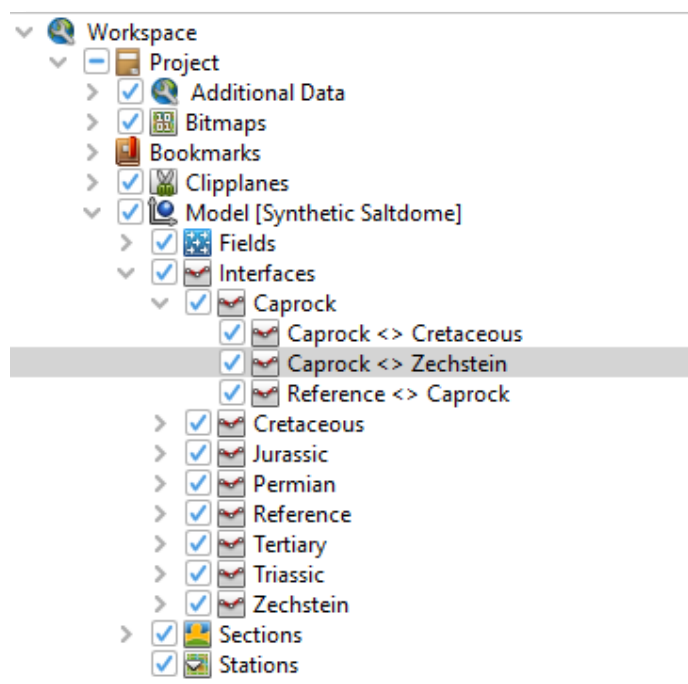 Workspace
Project
Additional Data
Bitmaps
Bookmarks
Clipplanes
Model [Synthetic Saltdome]
Fields
Interfaces
Caprock
Caprock <> Cretaceous
Caprock <> Zechstein
Reference <> Caprock
Cretaceous
Jurassic
Permian
Reference
Tertiary
Triassic
Zechstein
Sections
Stations